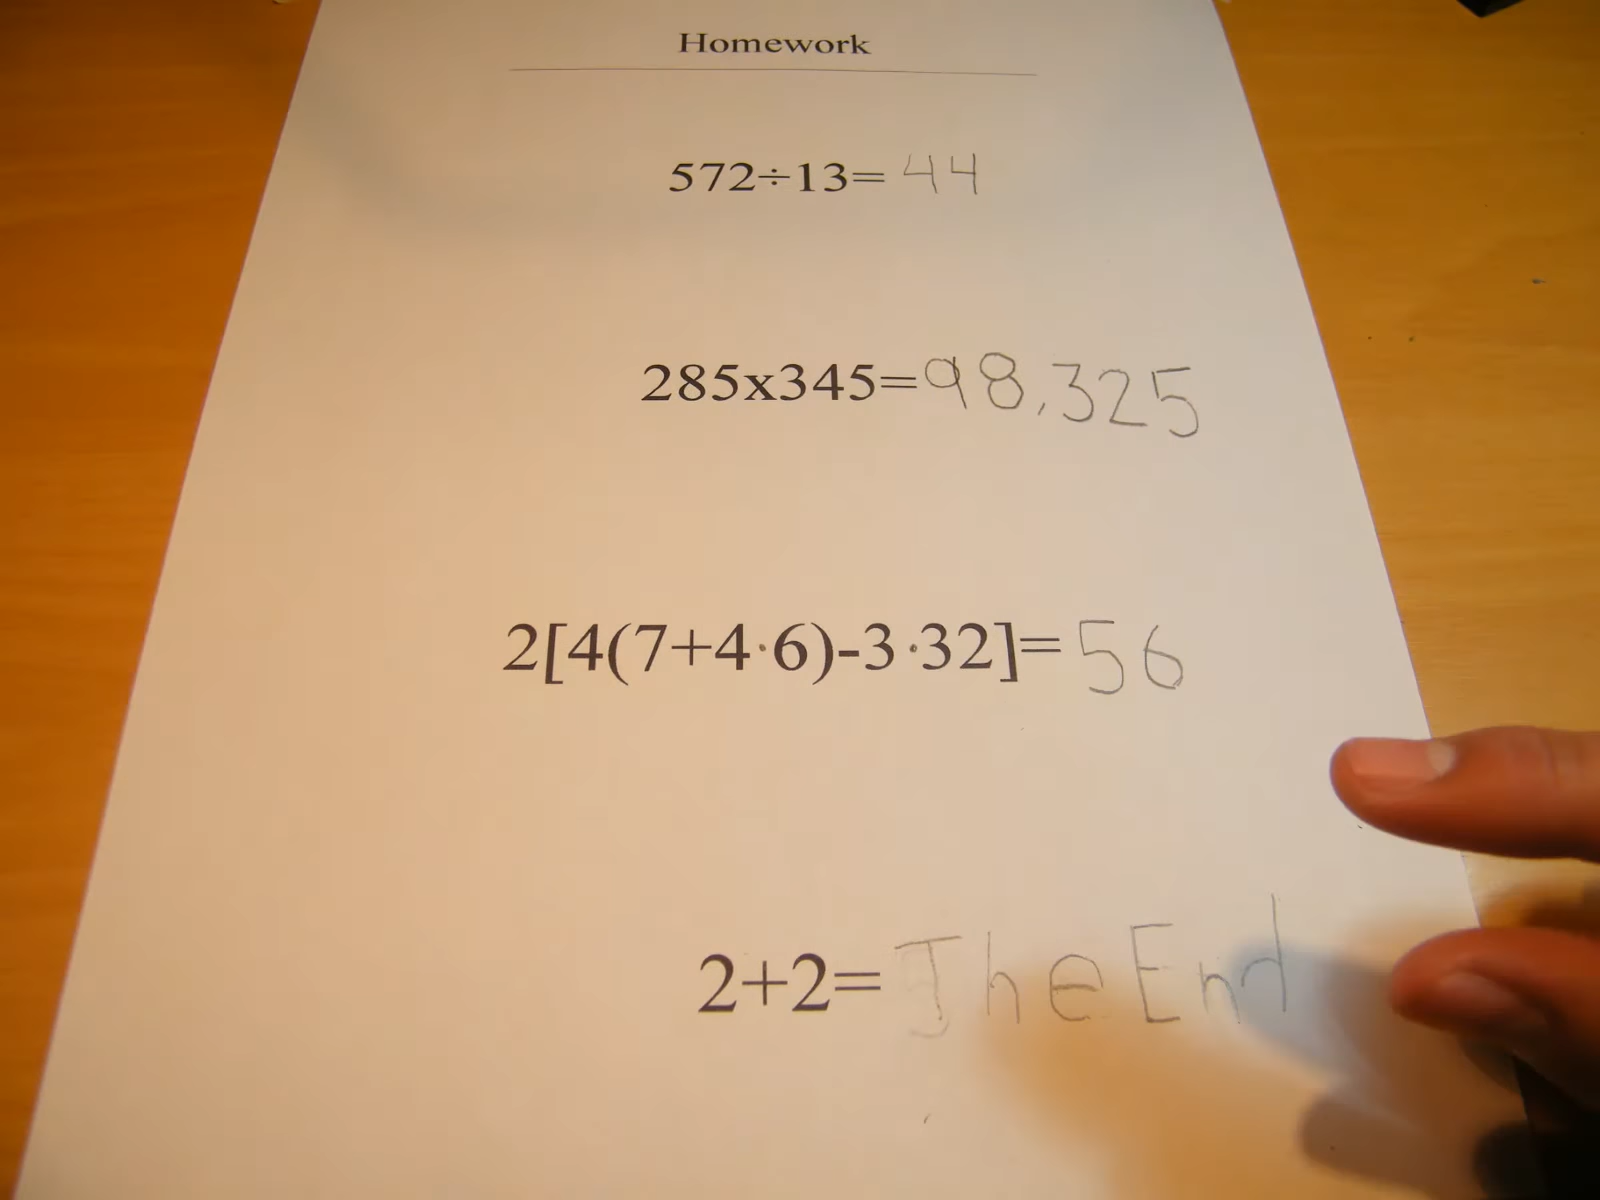 Homework
572÷13= 44
285x345=98,325
2[4(7+4·6)-3·32]= 56
2+2= The End